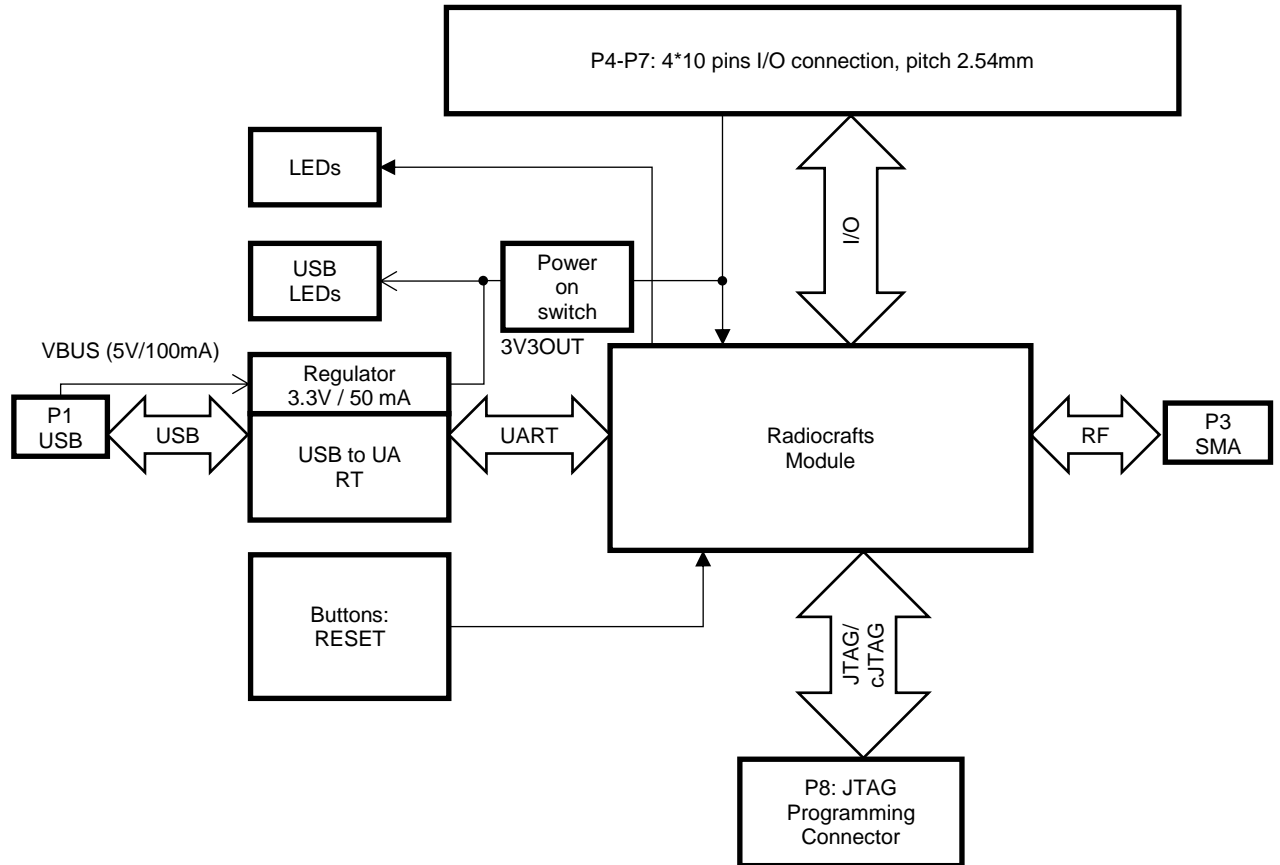 P4-P7: 4*10 pins I/O connection, pitch 2.54mm
LEDs
I/O
USB
LEDs
Power
on
switch
3V3OUT
VBUS (5V/100mA)
Regulator
3.3V / 50 mA
P1
USB
USB
USB to UA
RT
UART
Radiocrafts
Module
RF
P3
SMA
Buttons:
RESET
JTAG/
cJTAG
P8: JTAG
Programming
Connector